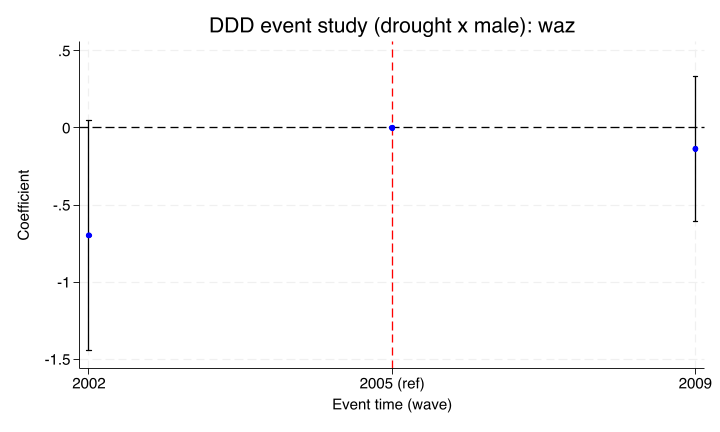 DDD event study (drought x male): waz
.5
0
-.5
-1
-1.5
Coefficient
2002
2005 (ref)
2009
Event time (wave)